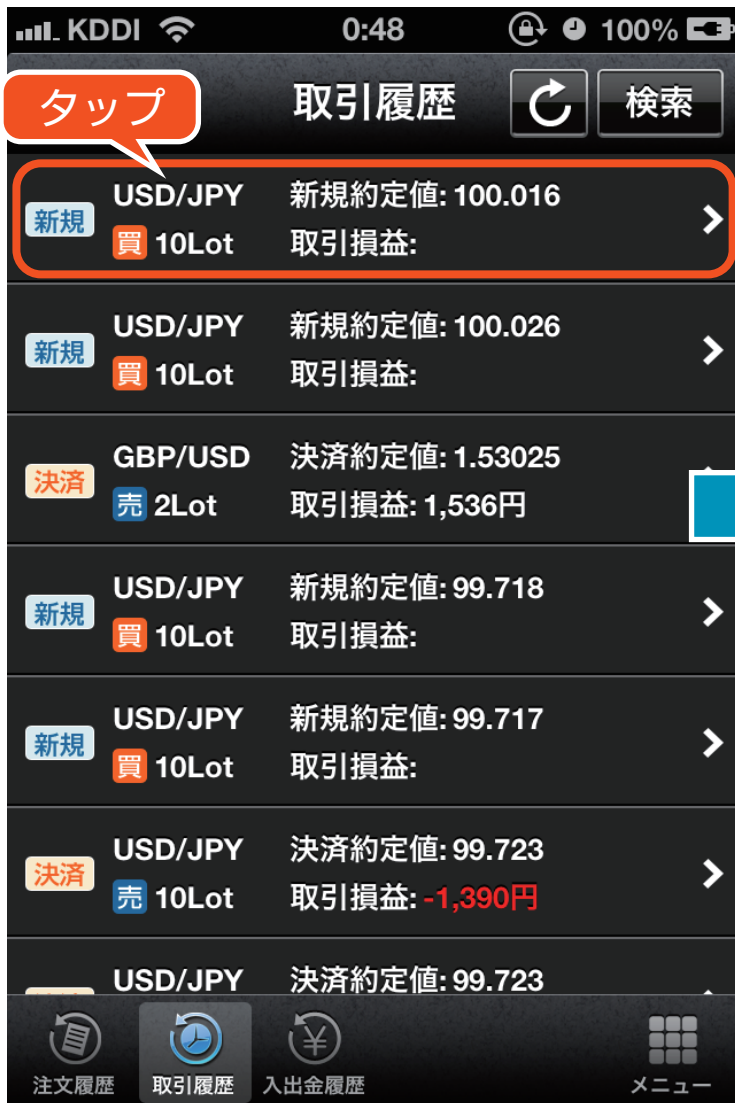 KDDI 0:48 100%
タップ
取引履歴 検索
新規 USD/JPY 新規約定値: 100.016
買 10Lot 取引損益:
新規 USD/JPY 新規約定値: 100.026
買 10Lot 取引損益:
決済 GBP/USD 決済約定値: 1.53025
売 2Lot 取引損益: 1,536円
新規 USD/JPY 新規約定値: 99.718
買 10Lot 取引損益:
新規 USD/JPY 新規約定値: 99.717
買 10Lot 取引損益:
決済 USD/JPY 決済約定値: 99.723
売 10Lot 取引損益: -1,390円
USD/JPY 決済約定値: 99.723
注文履歴 取引履歴 入出金履歴 メニュー